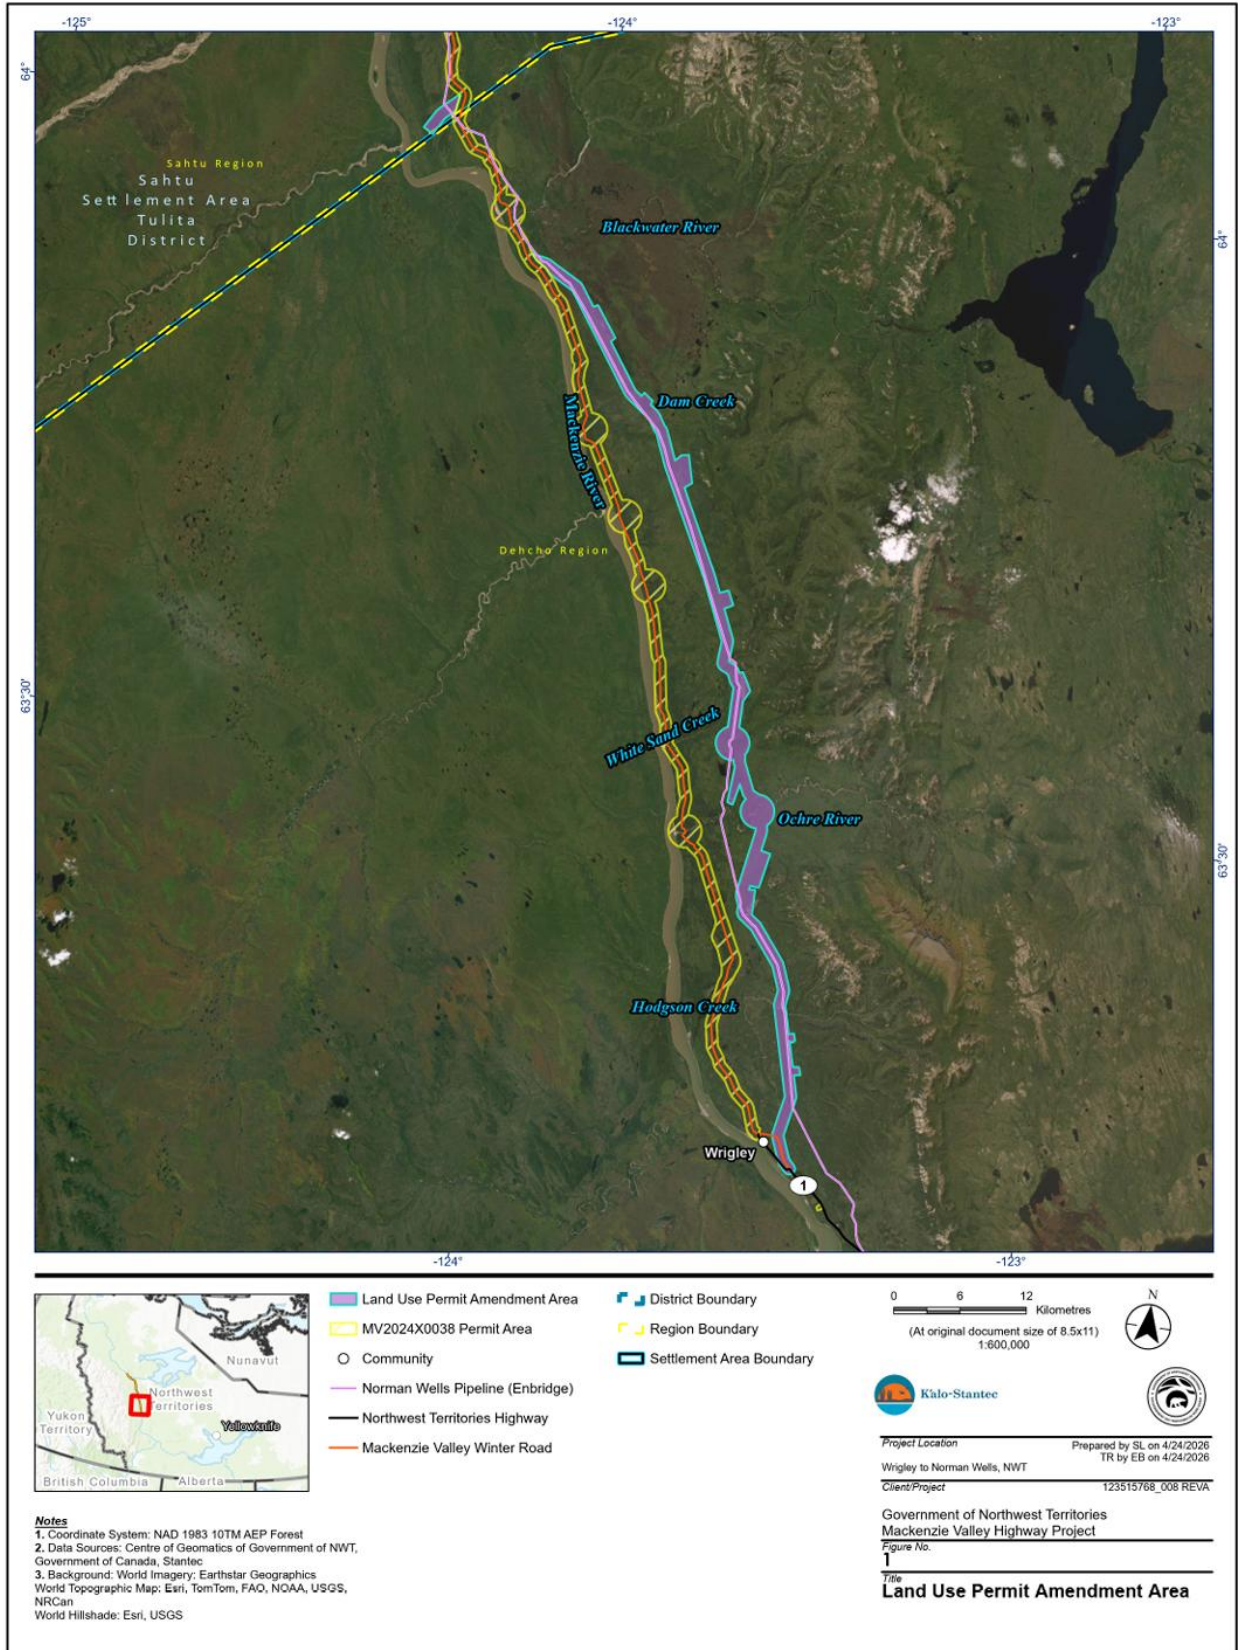 -125°
-124°
-123°
64°
64°
Sahtu Region
Sahtu
Settlement Area
Tulita
District
Blackwater River
Dam Creek
Mackenzie River
Dehcho Region
63°30'
White Sand Creek
Ochre River
63°30'
Hodgson Creek
Wrigley
1
-124°
-123°
Nunavut
Northwest
Territories
Yukon
Territory
Yellowknife
British Columbia
Alberta
Land Use Permit Amendment Area
MV2024X0038 Permit Area
Community
Norman Wells Pipeline (Enbridge)
Northwest Territories Highway
Mackenzie Valley Winter Road
District Boundary
Region Boundary
Settlement Area Boundary
0 6 12
Kilometres
(At original document size of 8.5x11)
1:600,000
N
K'alo-Stantec
Project Location
Wrigley to Norman Wells, NWT
Prepared by SL on 4/24/2026
TR by EB on 4/24/2026
Client/Project
123515768_008 REVA
Government of Northwest Territories
Mackenzie Valley Highway Project
Figure No.
1
Title
Land Use Permit Amendment Area
Notes
1. Coordinate System: NAD 1983 10TM AEP Forest
2. Data Sources: Centre of Geomatics of Government of NWT,
Government of Canada, Stantec
3. Background: World Imagery: Earthstar Geographics
World Topographic Map: Esri, TomTom, FAO, NOAA, USGS,
NRCan
World Hillshade: Esri, USGS